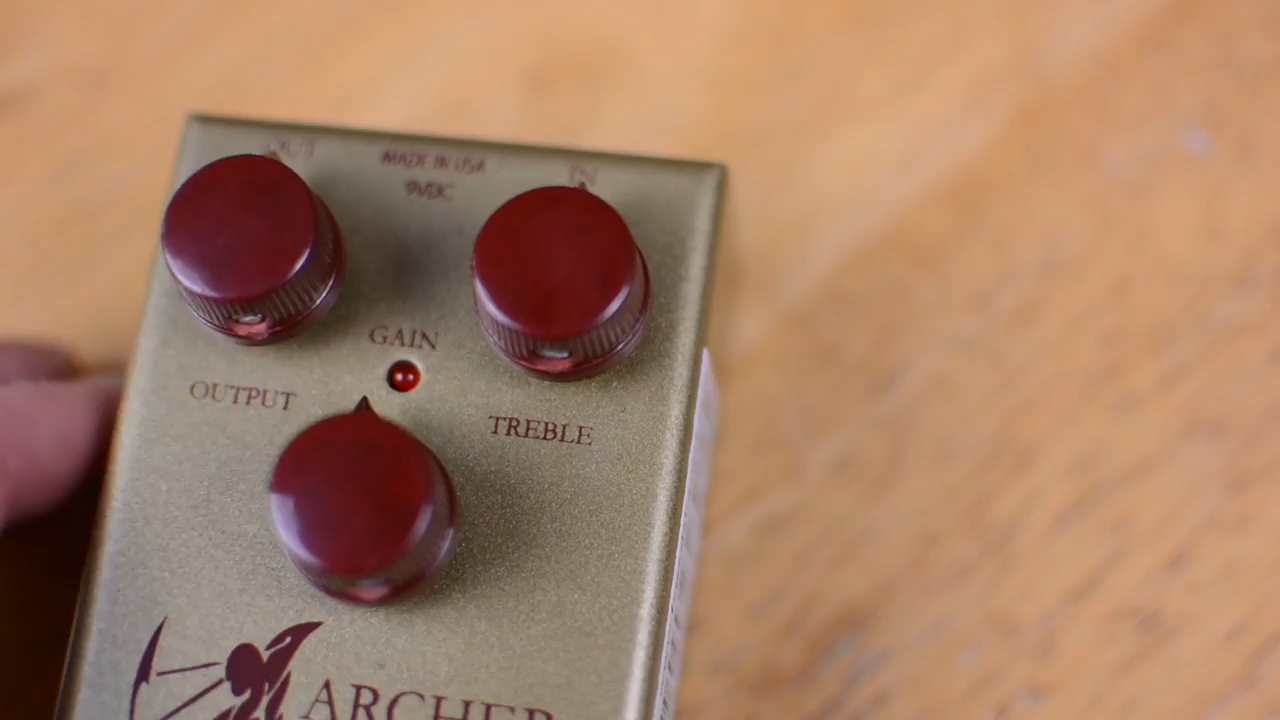 OUT
MADE IN USA
IN
9VDC
GAIN
OUTPUT
TREBLE
ARCHER